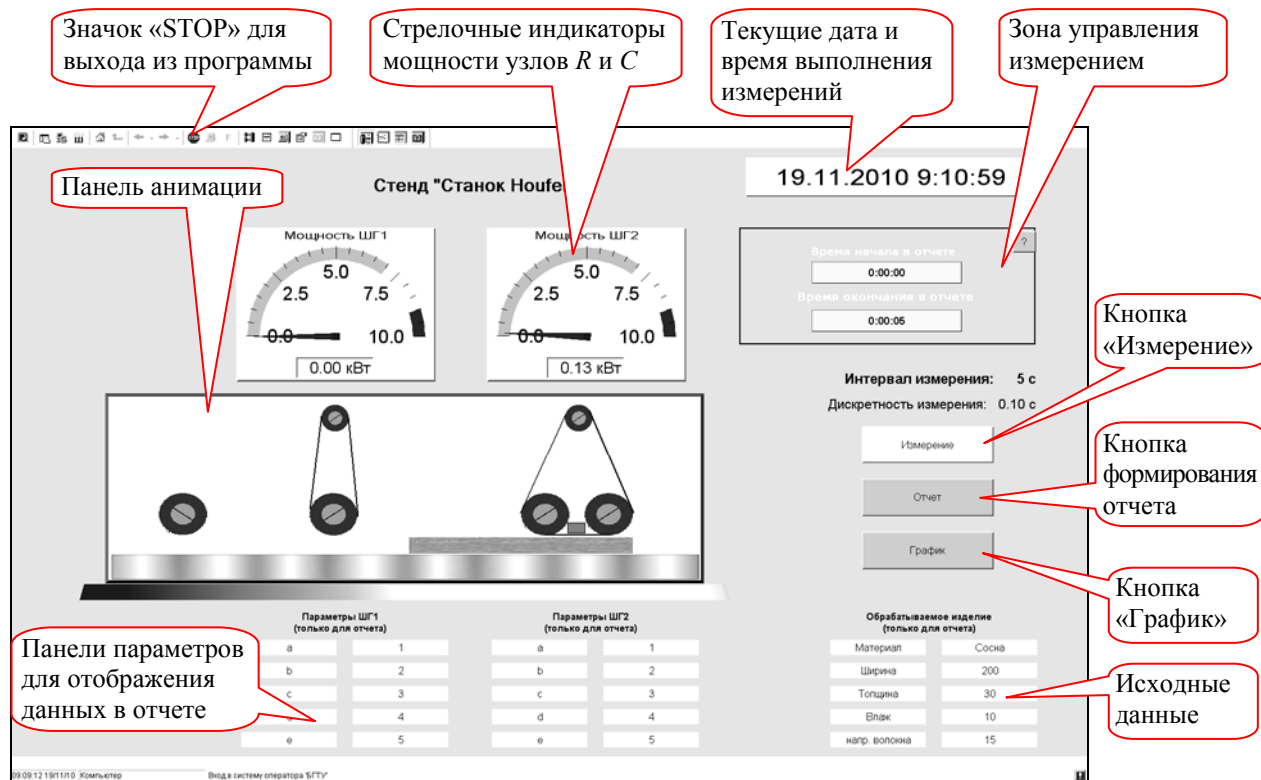 Значок «STOP» для
выхода из программы
Стрелочные индикаторы
мощности узлов R и C
Текущие дата и
время выполнения
измерений
Зона управления
измерением
Панель анимации
Стенд "Станок Houfe
19.11.2010 9:10:59
Мощность ШГ1
0.0
2.5
5.0
7.5
10.0
0.00 кВт
Мощность ШГ2
0.0
2.5
5.0
7.5
10.0
0.13 кВт
?
Время начала в отчете
0:00:00
Время окончания в отчете
0:00:05
Кнопка
«Измерение»
Интервал измерения: 5 с
Дискретность измерения: 0.10 с
Измерение
Кнопка
формирования
отчета
Отчет
График
Кнопка
«График»
Параметры ШГ1
(только для отчета)
a 1
b 2
c 3
4
e 5
Параметры ШГ2
(только для отчета)
a 1
b 2
c 3
d 4
e 5
Обрабатываемое изделие
(только для отчета)
Материал Сосна
Ширина 200
Толщина 30
Влаж 10
напр. волокна 15
Панели параметров
для отображения
данных в отчете
Исходные
данные
09:09:12 19/11/10 Компьютер Вход в систему оператора 'БГТУ'